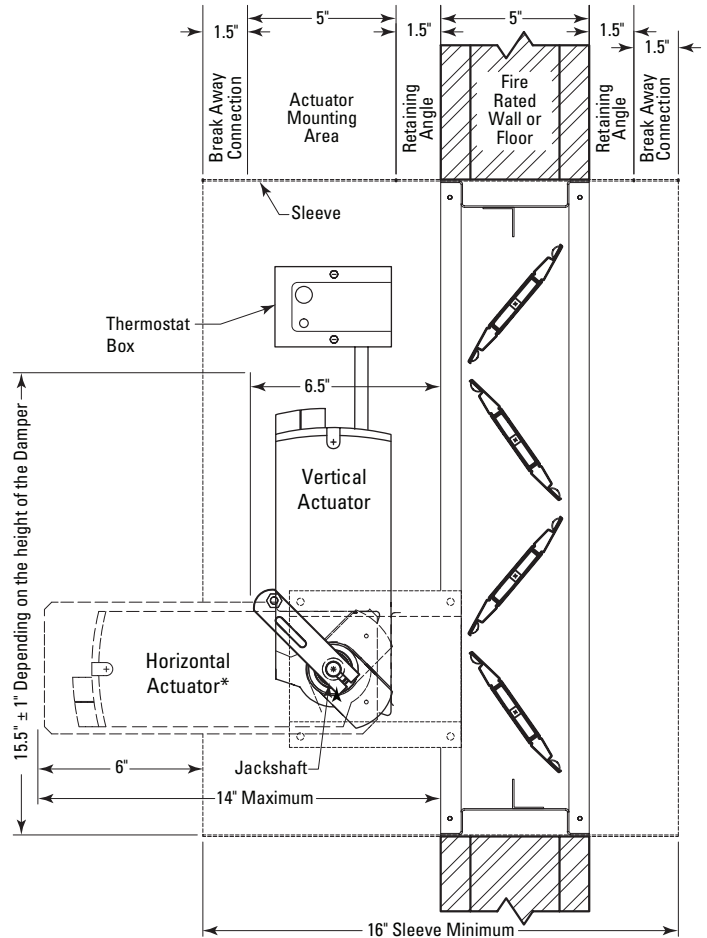 5" 5"
1.5" 1.5" 1.5"
1.5"
Break Away
Connection
Actuator
Mounting
Area
Retaining
Angle
Fire
Rated
Wall or
Floor
Retaining
Angle
Break Away
Connection
Sleeve
Thermostat
Box
6.5"
Vertical
Actuator
15.5" ± 1" Depending on the height of the Damper
Horizontal
Actuator*
6"
Jackshaft
14" Maximum
16" Sleeve Minimum